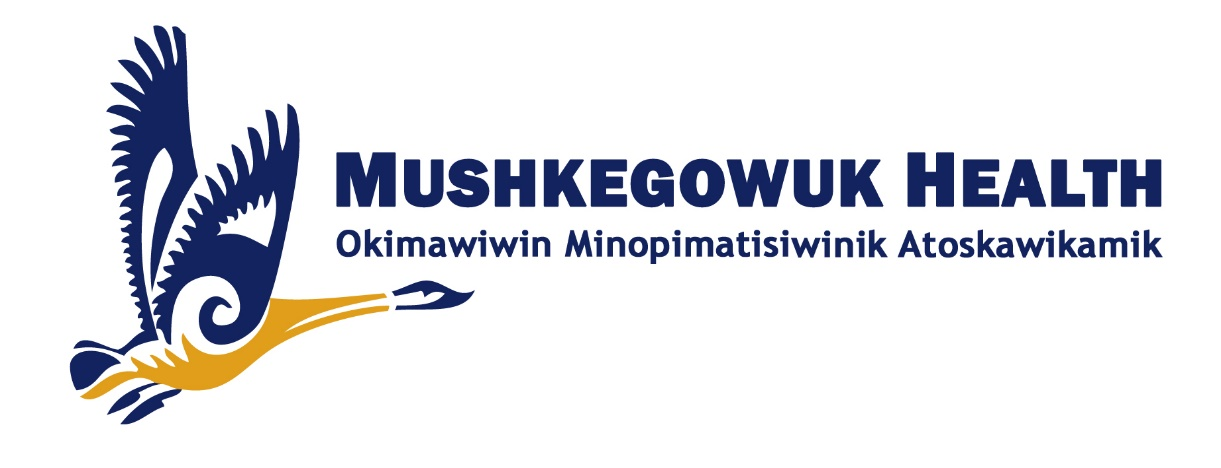 MUSHKEGOWUK HEALTH
Okimawiwin Minopimatisiwinik Atoskawikamik